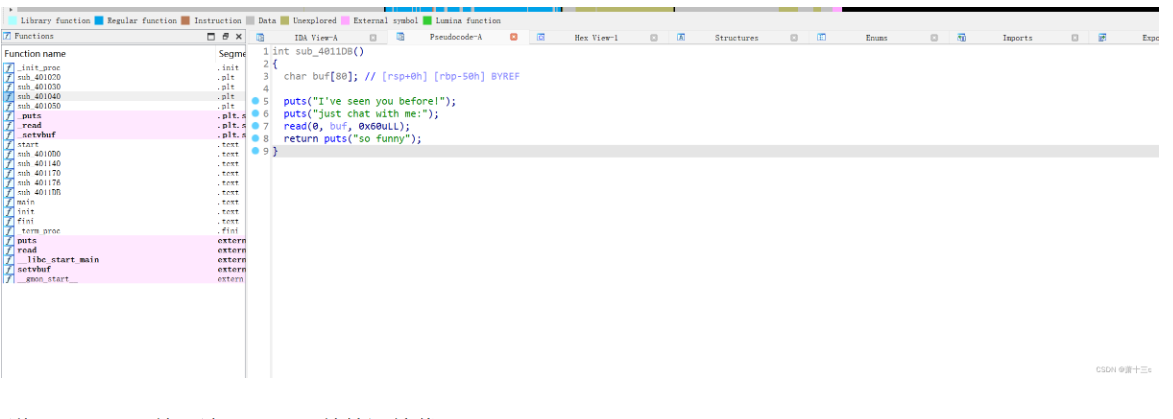 Library function Regular function Instruction Data Unexplored External symbol Lumina function
Functions
IDA View-A Pseudocode-A Hex View-1 Structures Enums Imports Expo
Function name Segme
_init_proc .init
sub_401020 .plt
sub_401030 .plt
sub_401040 .plt
sub_401050 .plt
_puts .plt.s
_read .plt.s
_setvbuf .plt.s
start .text
sub_4010D0 .text
sub_401140 .text
sub_401170 .text
sub_401176 .text
sub_4011DB .text
main .text
init .text
fini .text
_term_proc .fini
puts extern
read extern
__libc_start_main extern
setvbuf extern
__gmon_start__ extern
1 int sub_4011DB()
2 {
3 char buf[80]; // [rsp+0h] [rbp-50h] BYREF
4
5 puts("I've seen you before!");
6 puts("just chat with me:");
7 read(0, buf, 0x60uLL);
8 return puts("so funny");
9 }